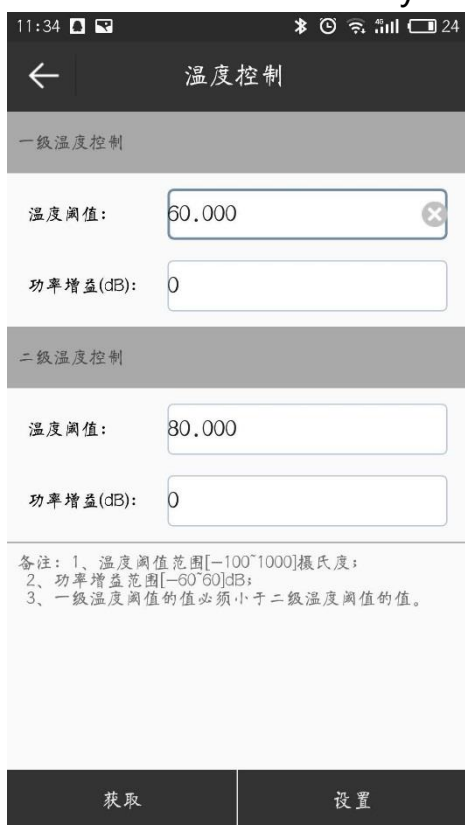 y
11:34 4G 24
温度控制
一级温度控制
温度阈值: 60.000
功率增益(dB): 0
二级温度控制
温度阈值: 80.000
功率增益(dB): 0
备注: 1、温度阈值范围[-100~1000]摄氏度;
2、功率增益范围[-60~60]dB;
3、一级温度阈值的值必须小于二级温度阈值的值。
获取 设置